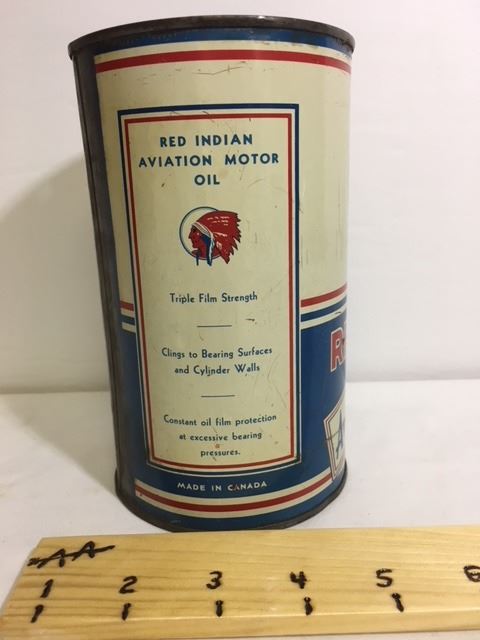 RED INDIAN
AVIATION MOTOR
OIL
Triple Film Strength
Clings to Bearing Surfaces
and Cylinder Walls
Constant oil film protection
at excessive bearing
pressures.
MADE IN CANADA
R
A
AA
1 2 3 4 5 6